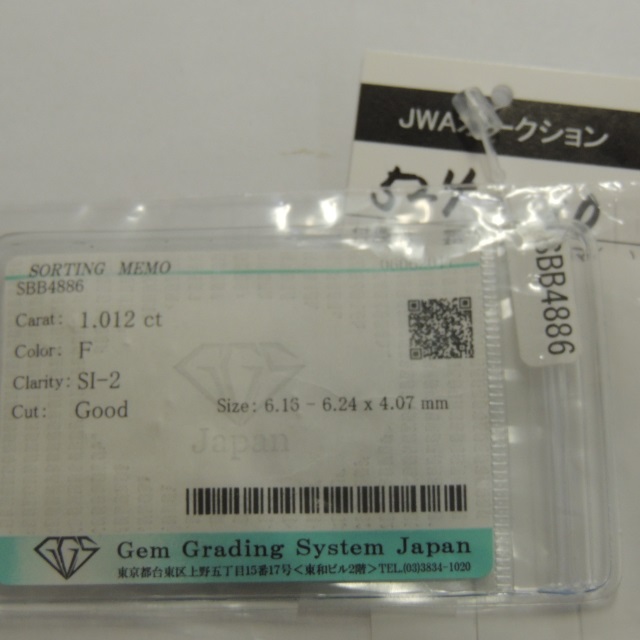 JWAオークション
SORTING MEMO
SBB4886
Carat: 1.012 ct
Color: F
Clarity: SI-2
Cut: Good
Size: 6.15 - 6.24 x 4.07 mm
Japan
SBB4886
GGS
Gem Grading System Japan
東京都台東区上野五丁目15番17号<東和ビル2階>TEL.(03)3834-1020